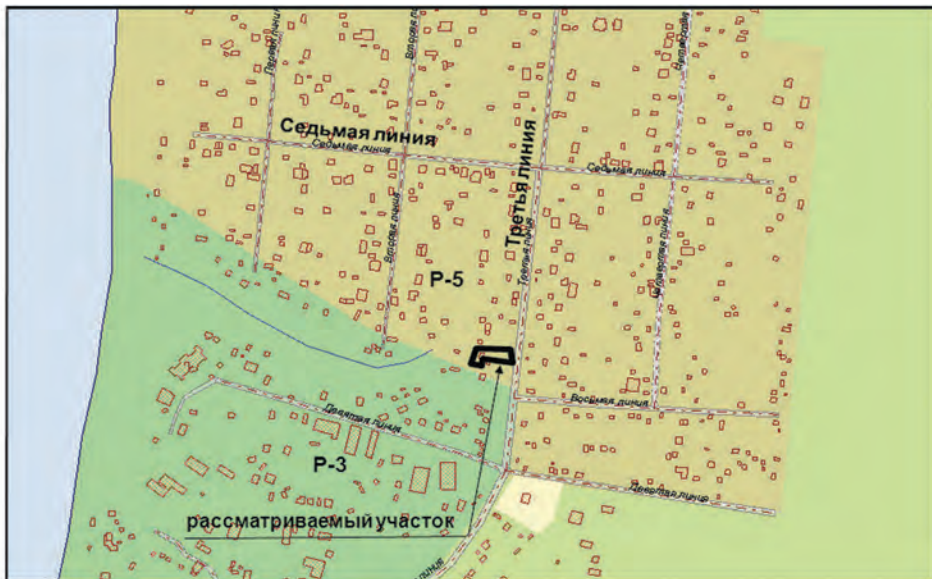 Первая линия
Вторая ли
Седьмая линия
Седьмая линия
Третья линия
Третья линия
Седьмая линия
Вторая линия
Р-5
Четвертая линия
Восьмая линия
Девятая линия
Р-3
Девятая линия
рассматриваемый участок
линия